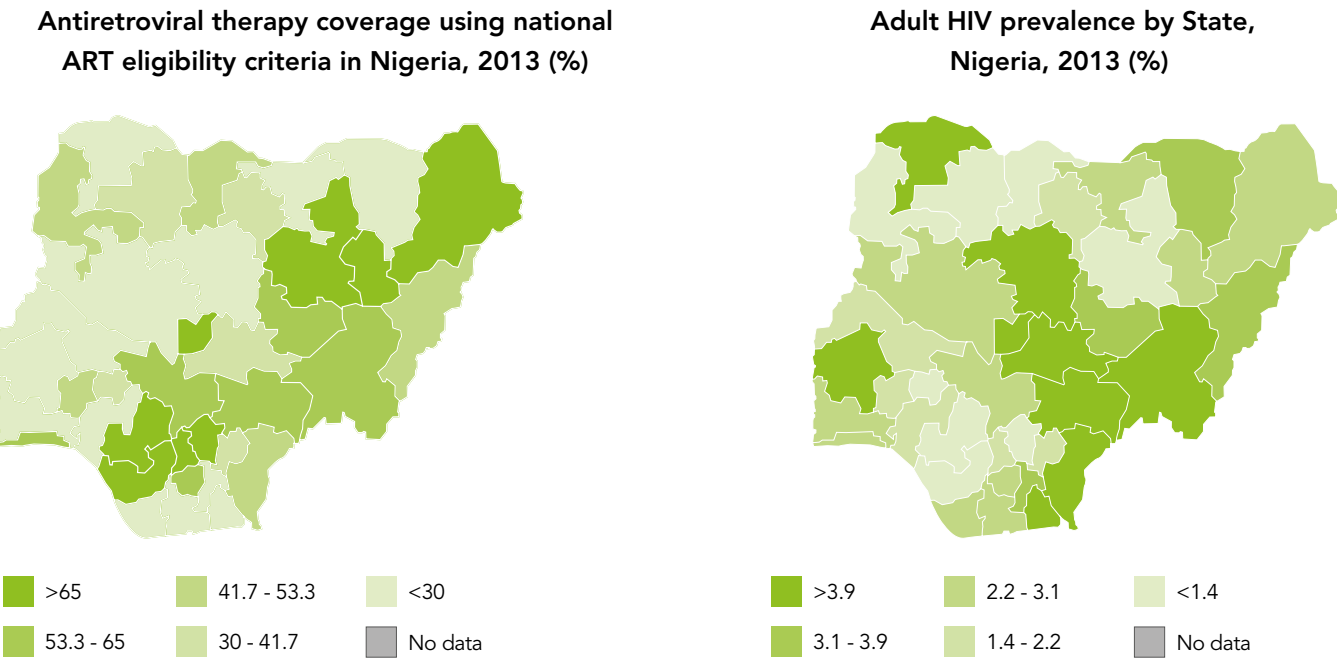 Antiretroviral therapy coverage using national
ART eligibility criteria in Nigeria, 2013 (%)
>65
41.7 - 53.3
<30
53.3 - 65
30 - 41.7
No data
Adult HIV prevalence by State,
Nigeria, 2013 (%)
>3.9
2.2 - 3.1
<1.4
3.1 - 3.9
1.4 - 2.2
No data